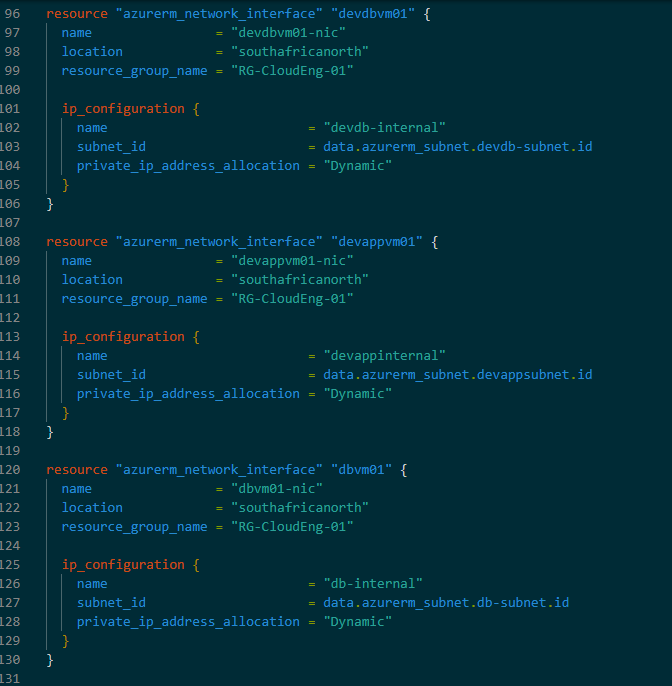 96 resource "azurerm_network_interface" "devdbvm01" {
97 name = "devdbvm01-nic"
98 location = "southafricanorth"
99 resource_group_name = "RG-CloudEng-01"
100
101 ip_configuration {
102 name = "devdb-internal"
103 subnet_id = data.azurerm_subnet.devdb-subnet.id
104 private_ip_address_allocation = "Dynamic"
105 }
106 }
107
108 resource "azurerm_network_interface" "devappvm01" {
109 name = "devappvm01-nic"
110 location = "southafricanorth"
111 resource_group_name = "RG-CloudEng-01"
112
113 ip_configuration {
114 name = "devappinternal"
115 subnet_id = data.azurerm_subnet.devappsubnet.id
116 private_ip_address_allocation = "Dynamic"
117 }
118 }
119
120 resource "azurerm_network_interface" "dbvm01" {
121 name = "dbvm01-nic"
122 location = "southafricanorth"
123 resource_group_name = "RG-CloudEng-01"
124
125 ip_configuration {
126 name = "db-internal"
127 subnet_id = data.azurerm_subnet.db-subnet.id
128 private_ip_address_allocation = "Dynamic"
129 }
130 }
131